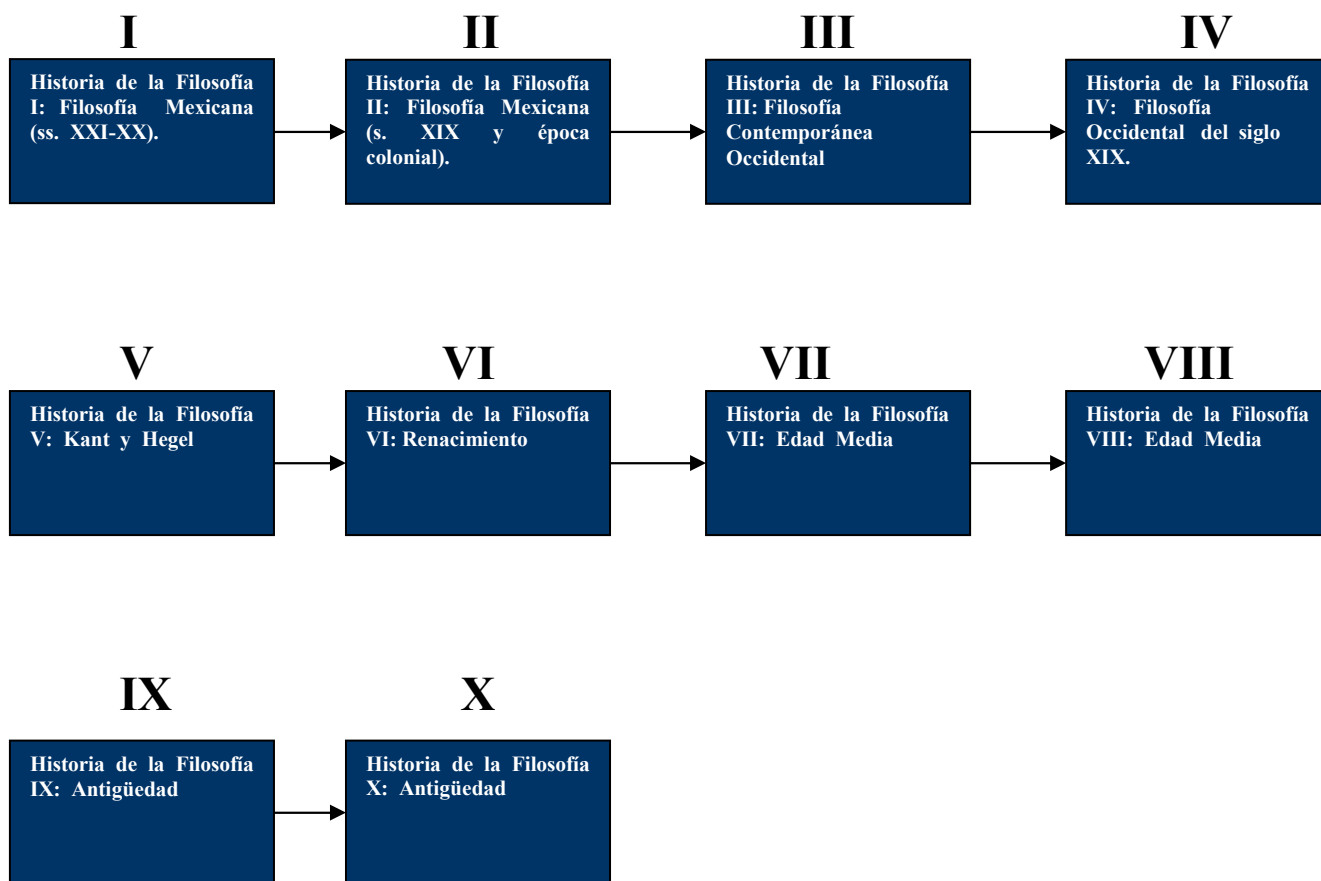 I
II
III
IV
Historia de la Filosofía
I: Filosofía Mexicana
(ss. XXI-XX).
Historia de la Filosofía
II: Filosofía Mexicana
(s. XIX y época
colonial).
Historia de la Filosofía
III: Filosofía
Contemporánea
Occidental
Historia de la Filosofía
IV: Filosofía
Occidental del siglo
XIX.
V
VI
VII
VIII
Historia de la Filosofía
V: Kant y Hegel
Historia de la Filosofía
VI: Renacimiento
Historia de la Filosofía
VII: Edad Media
Historia de la Filosofía
VIII: Edad Media
IX
X
Historia de la Filosofía
IX: Antigüedad
Historia de la Filosofía
X: Antigüedad